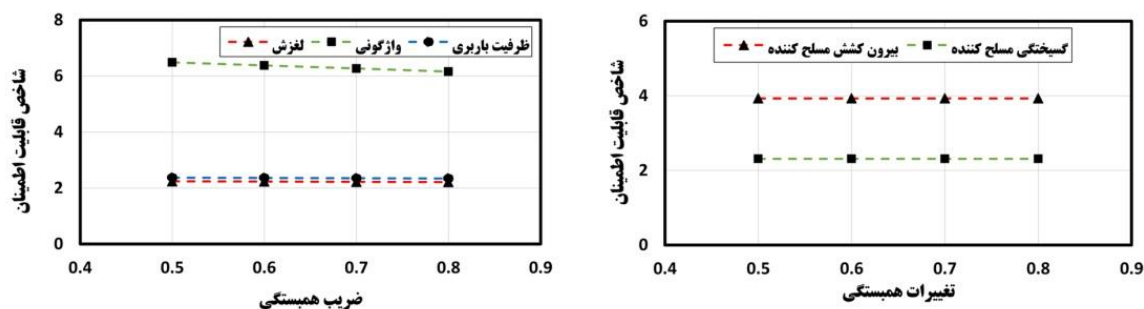 شاخص قابلیت اطمینان
8
6
4
2
0
لغزش واژگونی ظرفیت باربری
0.4 0.5 0.6 0.7 0.8 0.9
ضریب همبستگی
شاخص قابلیت اطمینان
6
4
2
0
بیرون کشش مسلح کننده گسیختگی مسلح کننده
0.4 0.5 0.6 0.7 0.8 0.9
تغییرات همبستگی